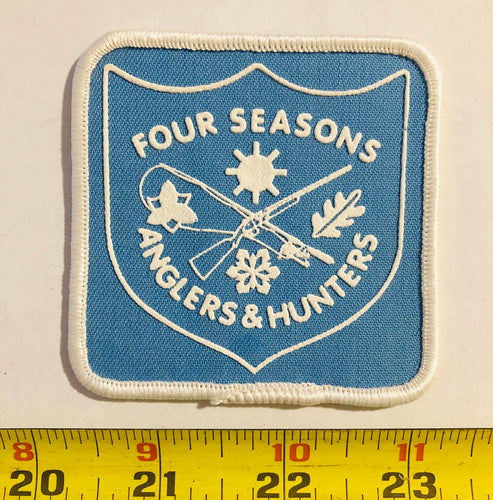 FOUR SEASONS
ANGLERS & HUNTERS
8 9 10 11
20 21 22 23